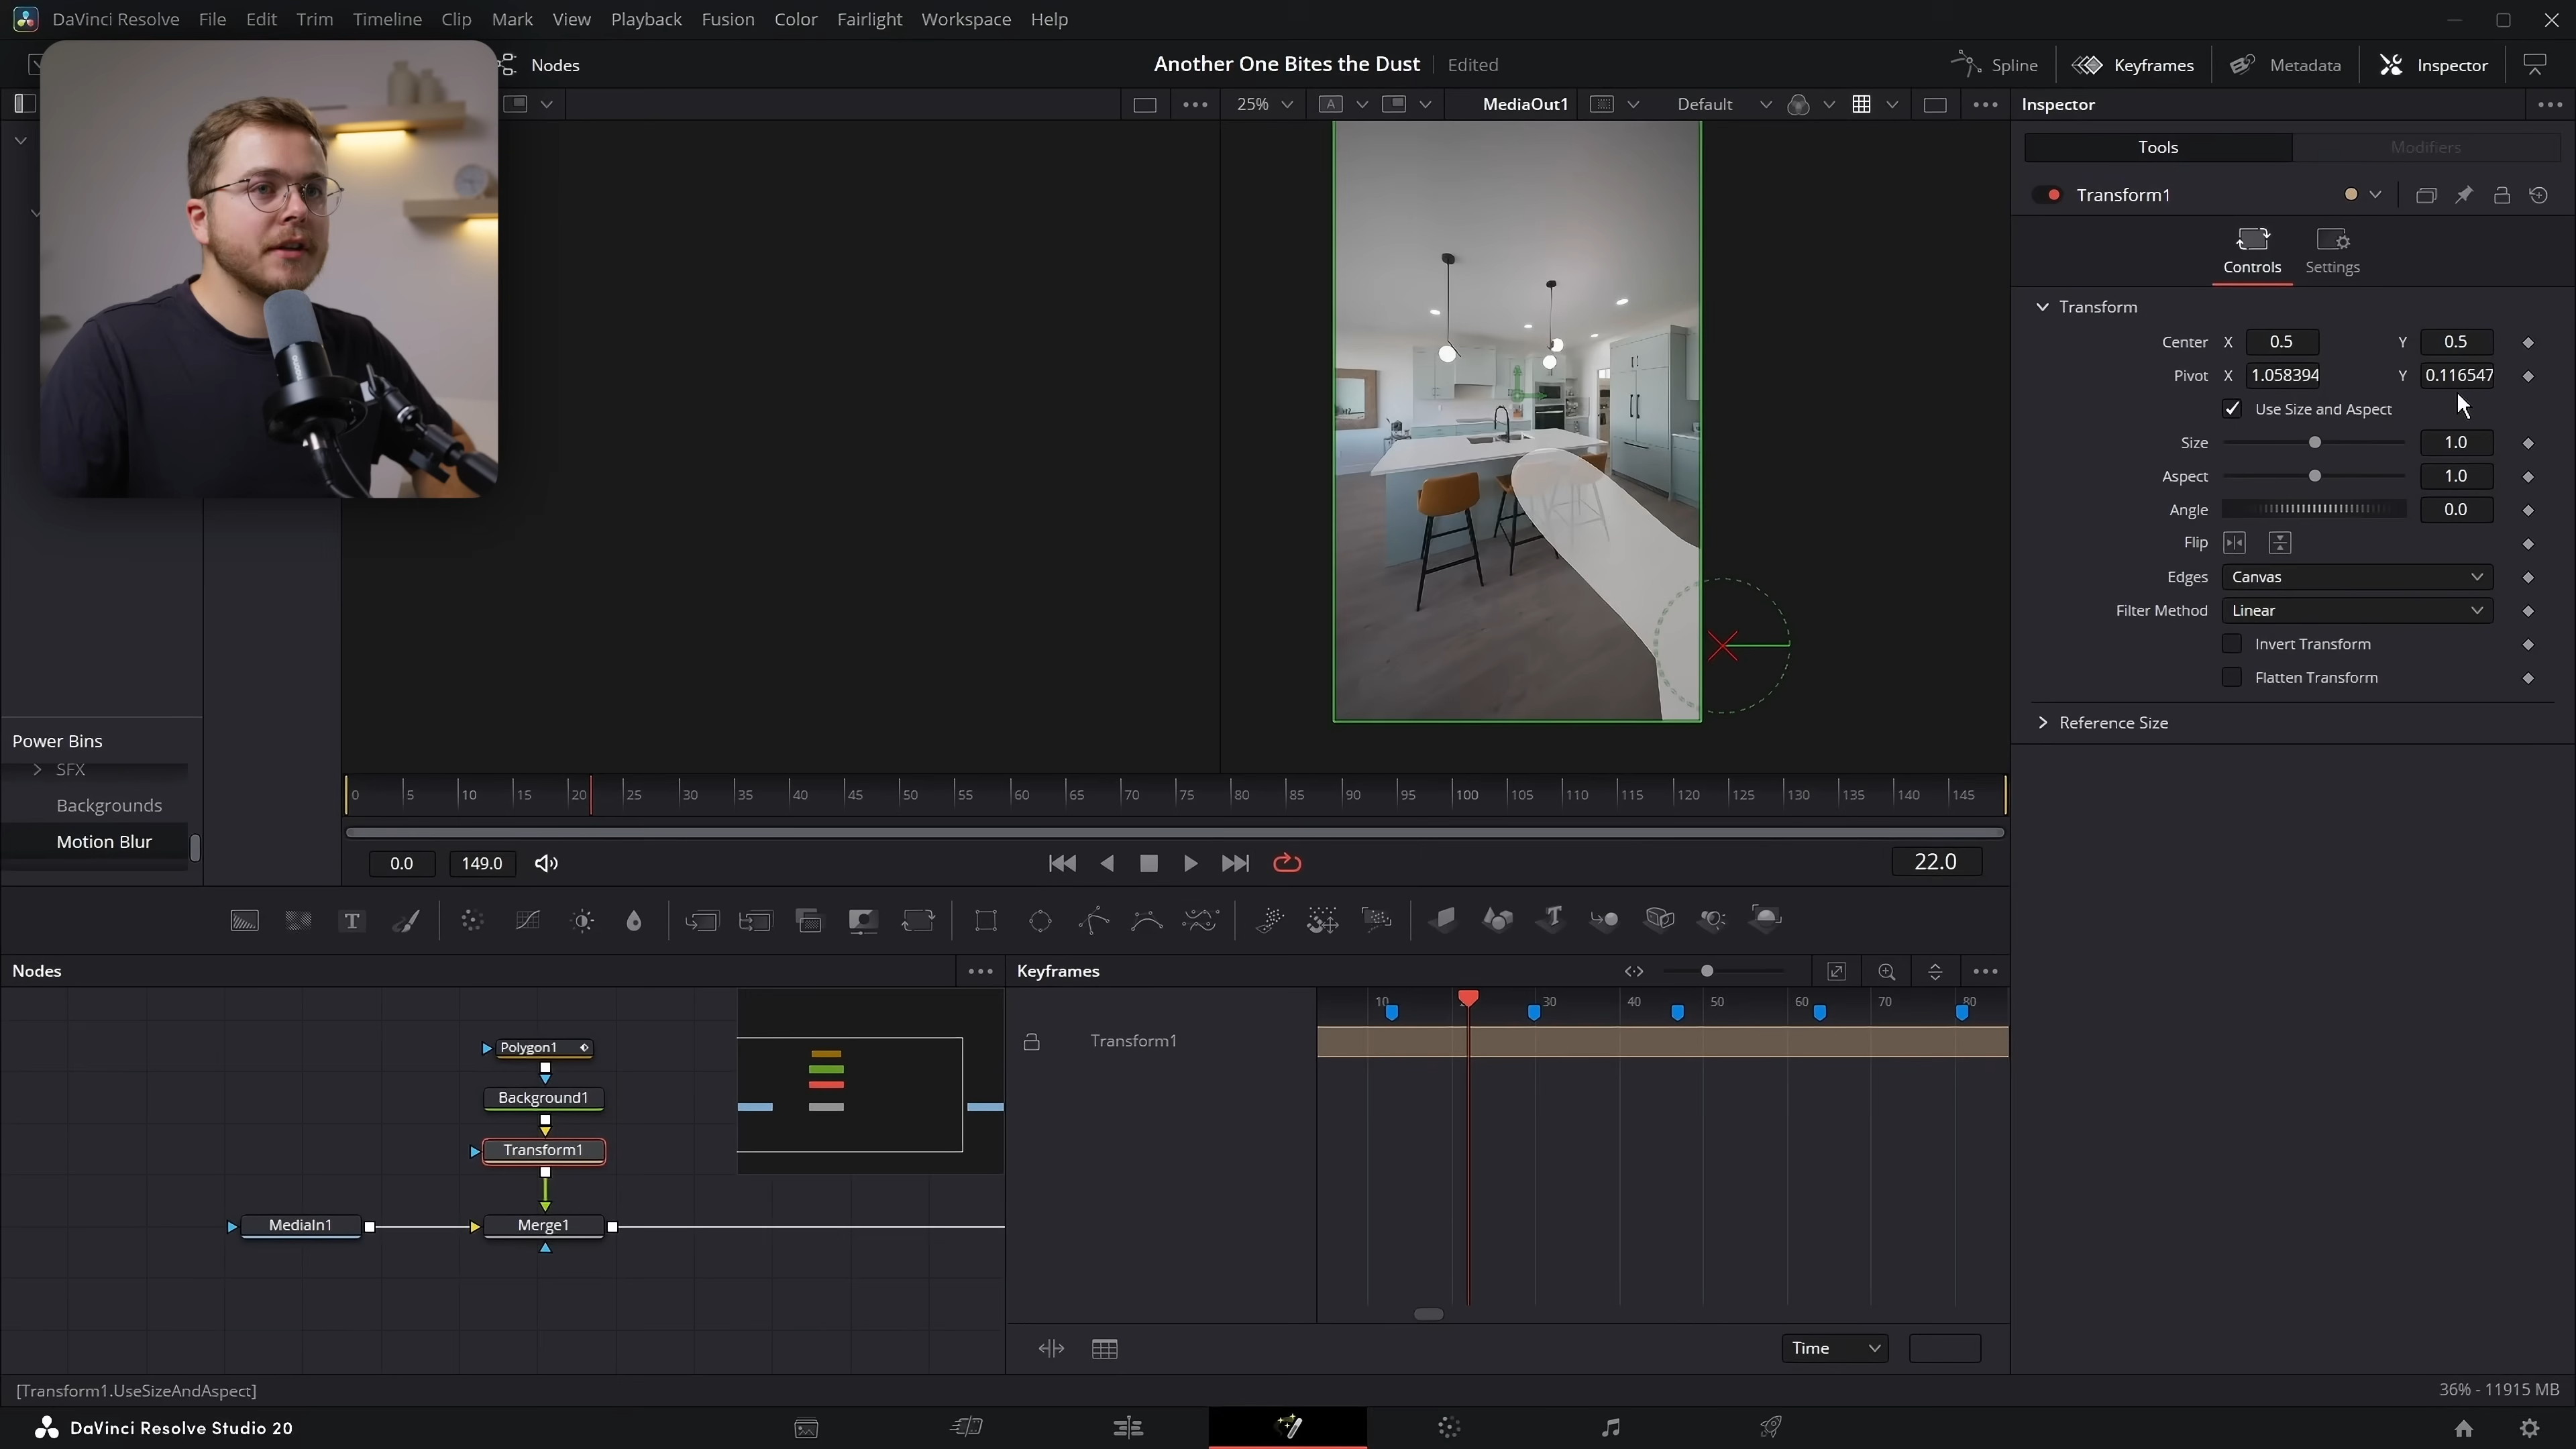 DaVinci Resolve File Edit Trim Timeline Clip Mark View Playback Fusion Color Fairlight Workspace Help
Nodes
Another One Bites the Dust Edited
Spline Keyframes Metadata Inspector
25% A MediaOut1 Default
Inspector
Tools Modifiers
Transform1
Controls Settings
Transform
Center X 0.5 Y 0.5
Pivot X 1.058394 Y 0.116547
Use Size and Aspect
Size 1.0
Aspect 1.0
Angle 0.0
Flip
Edges Canvas
Filter Method Linear
Invert Transform
Flatten Transform
Reference Size
Power Bins
SFX
Backgrounds
Motion Blur
0 5 10 15 20 25 30 35 40 45 50 55 60 65 70 75 80 85 90 95 100 105 110 115 120 125 130 135 140 145
0.0 149.0 22.0
T T
Nodes
Polygon1
Background1
Transform1
MediaIn1 Merge1
Keyframes
10 30 40 50 60 70 80
Transform1
Time
[Transform1.UseSizeAndAspect]
36% - 11915 MB
DaVinci Resolve Studio 20